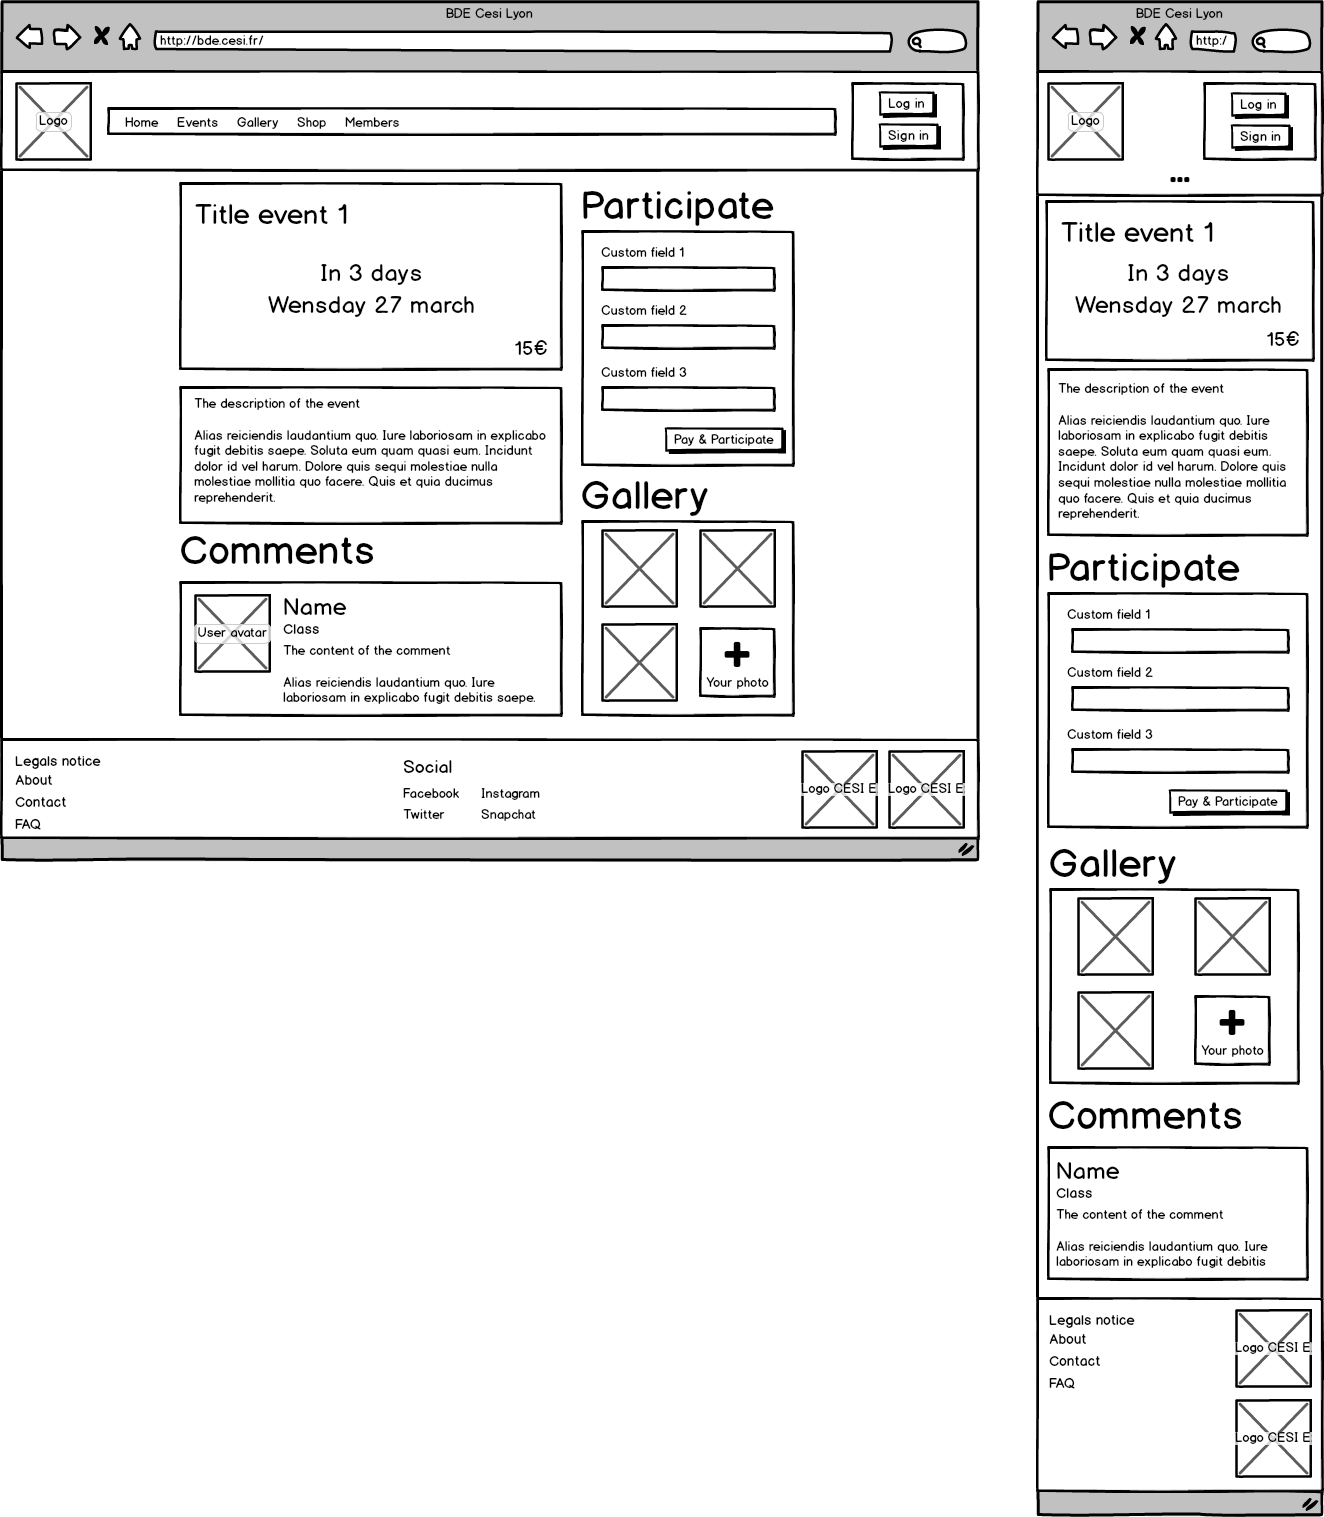 BDE Cesi Lyon
http://bde.cesi.fr/
Logo
Home Events Gallery Shop Members
Log in
Sign in
Title event 1
In 3 days
Wensday 27 march
15€
The description of the event
Alias reiciendis laudantium quo. Iure laboriosam in explicabo
fugit debitis saepe. Soluta eum quam quasi eum. Incidunt
dolor id vel harum. Dolore quis sequi molestiae nulla
molestiae mollitia quo facere. Quis et quia ducimus
reprehenderit.
Comments
User avatar
Name
Class
The content of the comment
Alias reiciendis laudantium quo. Iure
laboriosam in explicabo fugit debitis saepe.
Participate
Custom field 1
Custom field 2
Custom field 3
Pay & Participate
Gallery
Your photo
Legals notice
About
Contact
FAQ
Social
Facebook Instagram
Twitter Snapchat
Logo CESI E
Logo CESI E
BDE Cesi Lyon
http:/
Logo
Log in
Sign in
Title event 1
In 3 days
Wensday 27 march
15€
The description of the event
Alias reiciendis laudantium quo. Iure
laboriosam in explicabo fugit debitis
saepe. Soluta eum quam quasi eum.
Incidunt dolor id vel harum. Dolore quis
sequi molestiae nulla molestiae mollitia
quo facere. Quis et quia ducimus
reprehenderit.
Participate
Custom field 1
Custom field 2
Custom field 3
Pay & Participate
Gallery
Your photo
Comments
Name
Class
The content of the comment
Alias reiciendis laudantium quo. Iure
laboriosam in explicabo fugit debitis
Legals notice
About
Contact
FAQ
Logo CESI E
Logo CESI E